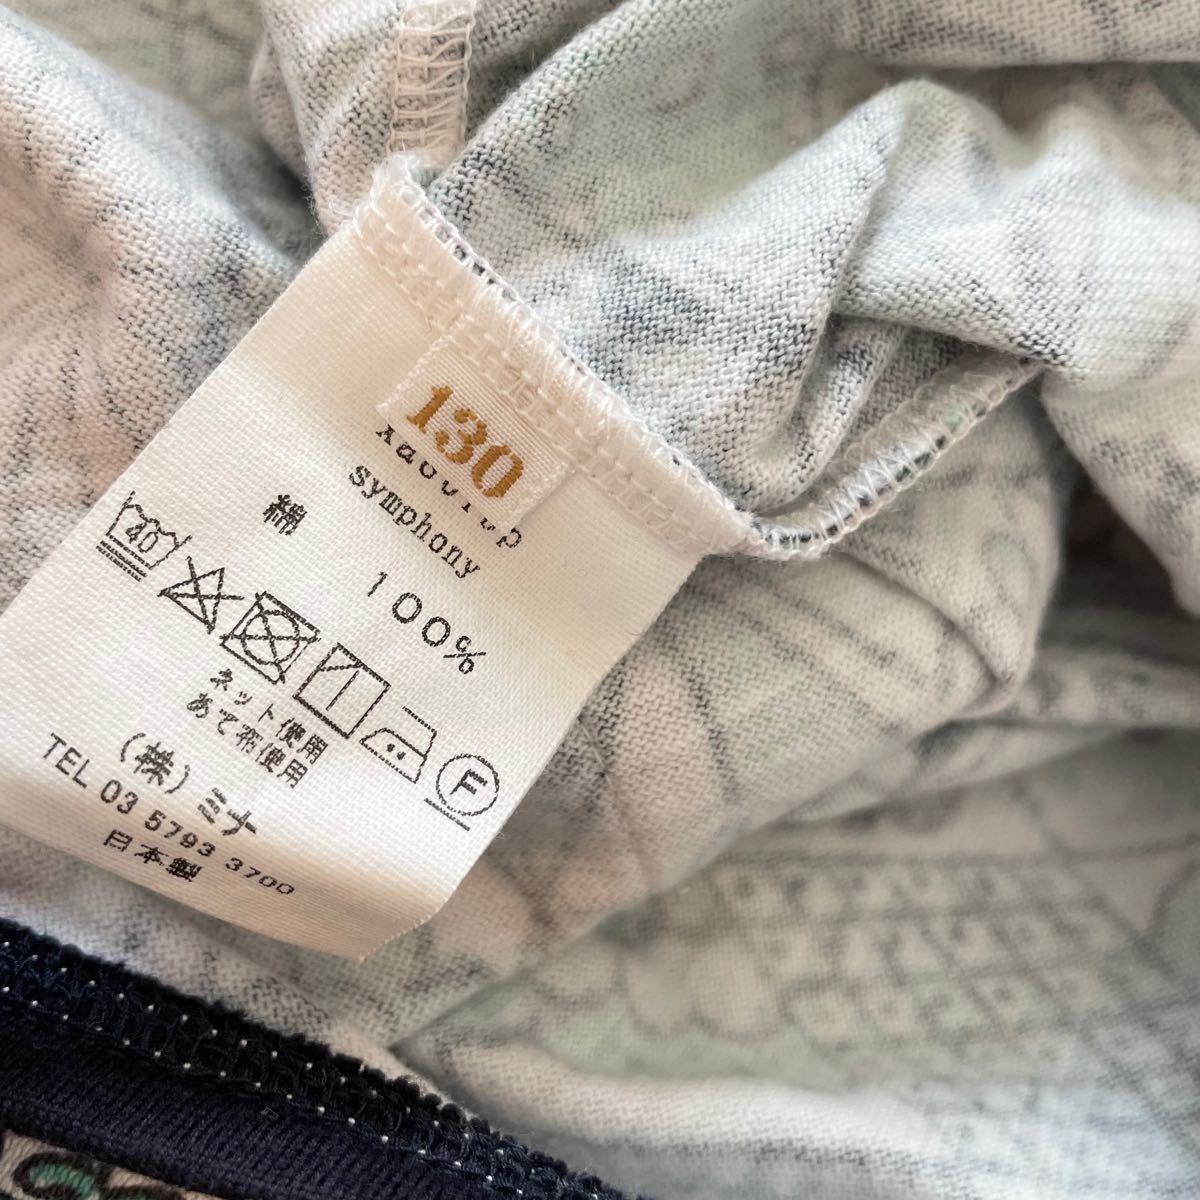 130
symphony
綿 100%
40
F
ネット使用
あて布使用
(株)ミナ
TEL 03 5793 3700
日本製